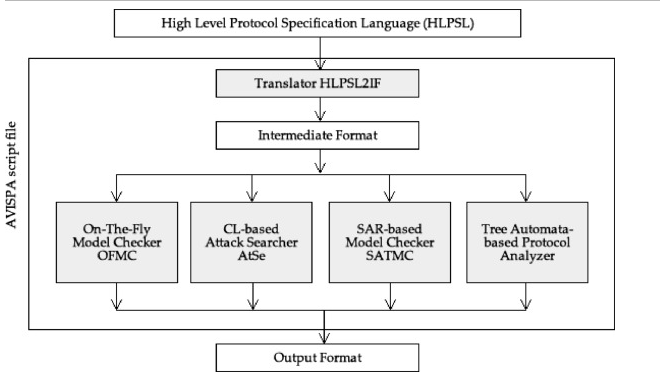 High Level Protocol Specification Language (HLPSL)
AVISPA script file
Translator HLPSL2IF
Intermediate Format
On-The-Fly
Model Checker
OFMC
CL-based
Attack Searcher
AtSe
SAR-based
Model Checker
SATMC
Tree Automata-
based Protocol
Analyzer
Output Format